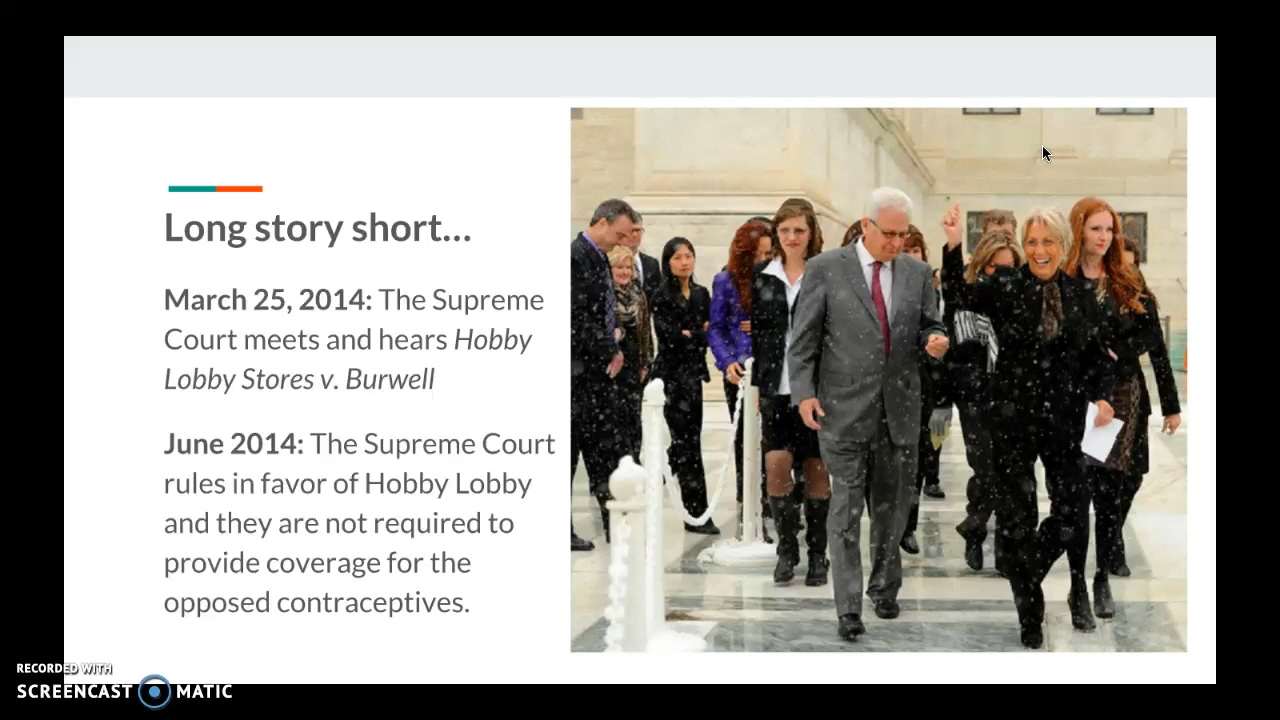 Long story short...
March 25, 2014: The Supreme
Court meets and hears Hobby
Lobby Stores v. Burwell
June 2014: The Supreme Court
rules in favor of Hobby Lobby
and they are not required to
provide coverage for the
opposed contraceptives.
RECORDED WITH
SCREENCAST MATIC